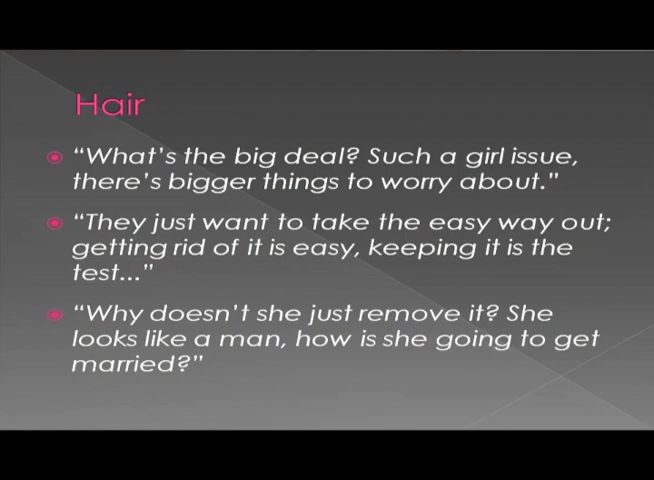 Hair
“What’s the big deal? Such a girl issue,
there’s bigger things to worry about.”
“They just want to take the easy way out;
getting rid of it is easy, keeping it is the
test...”
“Why doesn’t she just remove it? She
looks like a man, how is she going to get
married?”